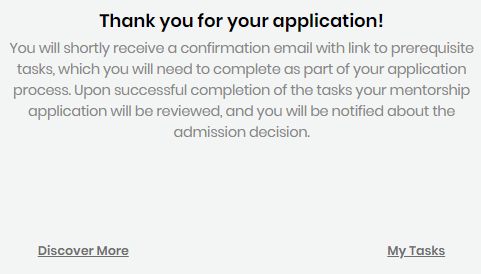 Thank you for your application!
You will shortly receive a confirmation email with link to prerequisite
tasks, which you will need to complete as part of your application
process. Upon successful completion of the tasks your mentorship
application will be reviewed, and you will be notified about the
admission decision.
Discover More
My Tasks